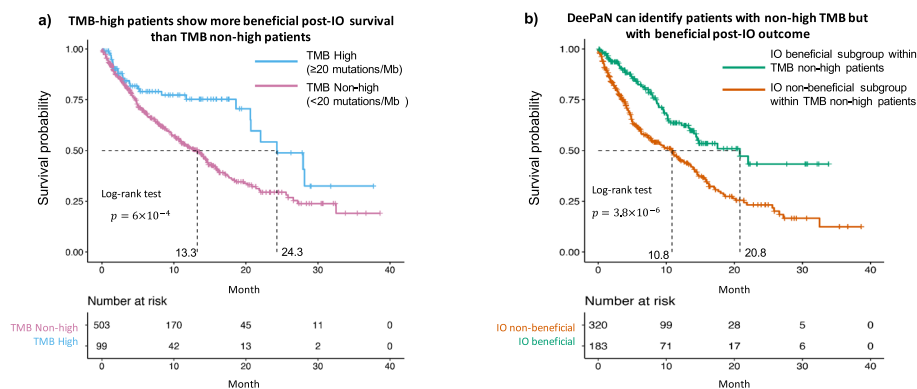 a) TMB-high patients show more beneficial post-IO survival
than TMB non-high patients
1.00
0.75
0.50
0.25
0.00
Survival probability
TMB High
(≥20 mutations/Mb)
TMB Non-high
(<20 mutations/Mb )
Log-rank test
p = 6×10⁻⁴
13.3
24.3
0 10 20 30 40
Month
Number at risk
TMB Non-high 503 170 45 11 0
TMB High 99 42 13 2 0
0 10 20 30 40
Month
b) DeePaN can identify patients with non-high TMB but
with beneficial post-IO outcome
1.00
0.75
0.50
0.25
0.00
Survival probability
IO beneficial subgroup within
TMB non-high patients
IO non-beneficial subgroup
within TMB non-high patients
Log-rank test
p = 3.8×10⁻⁶
10.8
20.8
0 10 20 30 40
Month
Number at risk
IO non-beneficial 320 99 28 5 0
IO beneficial 183 71 17 6 0
0 10 20 30 40
Month